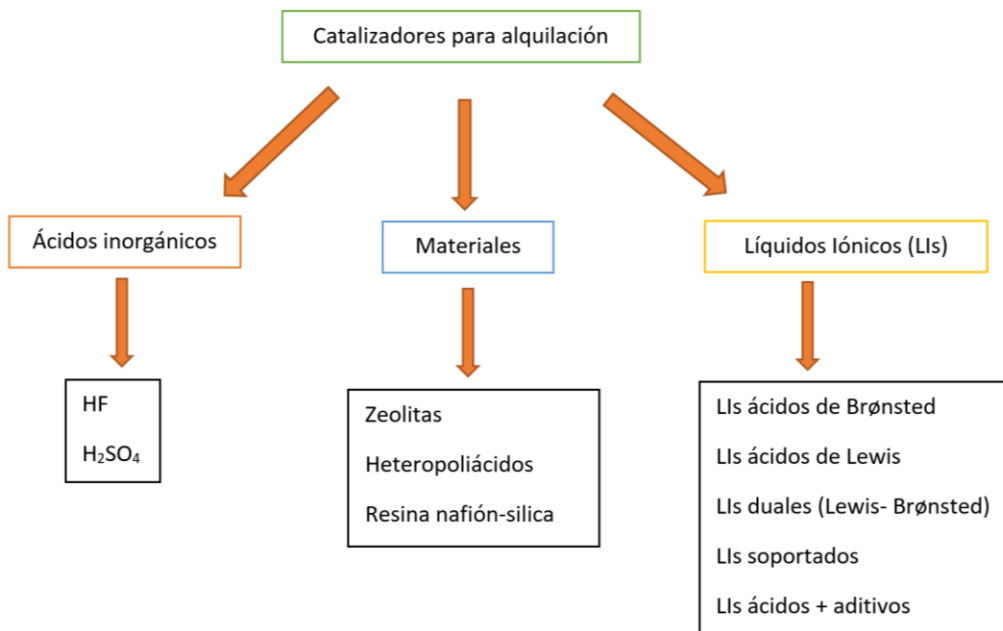 Catalizadores para alquilación
Ácidos inorgánicos
Materiales
Líquidos Iónicos (LIs)
HF
H₂SO₄
Zeolitas
Heteropoliácidos
Resina nafión-silica
LIs ácidos de Brønsted
LIs ácidos de Lewis
LIs duales (Lewis- Brønsted)
LIs soportados
LIs ácidos + aditivos